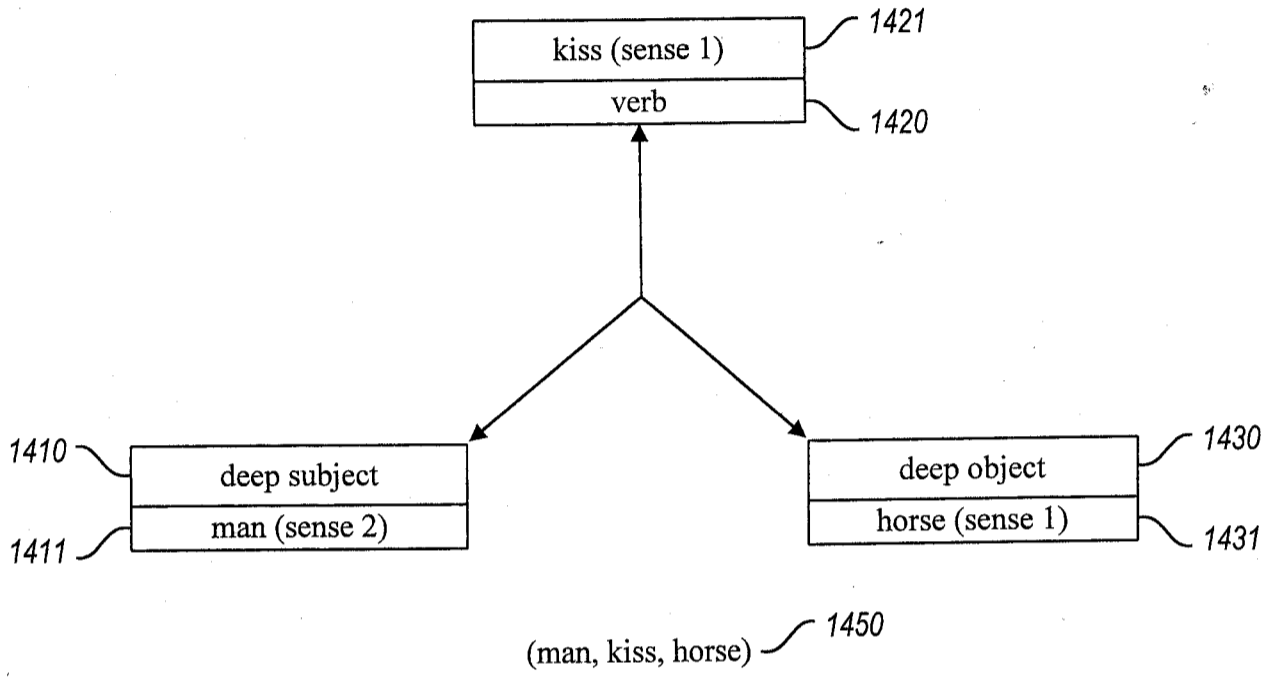 kiss (sense 1)
1421
verb
1420
1410
deep subject
man (sense 2)
1411
deep object
1430
horse (sense 1)
1431
(man, kiss, horse)
1450